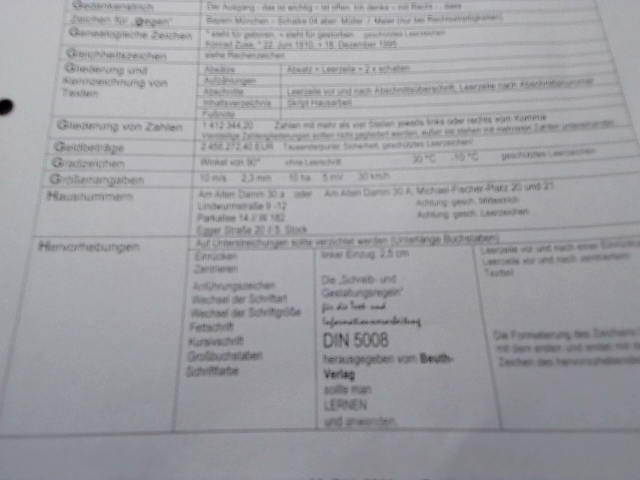 Gedankenstrich Der Ausgang - das ist wichtig - ist offen. Ich denke - mit Recht - , dass
Zeichen für „gegen" Bayern München - Schalke 04 aber: Müller / Meier (nur bei Rechtsstreitigkeiten)
Genealogische Zeichen * steht für geboren, + steht für gestorben geschütztes Leerzeichen
Konrad Zuse, * 22. Juni 1910, + 18. Dezember 1995
Gleichheitszeichen siehe Rechenzeichen
Gliederung und Kennzeichnung von Texten
Absätze Absatz = Leerzeile = 2 x schalten
Aufzählungen
Abschnitte Leerzeile vor und nach Abschnittsüberschrift, Leerzeile nach Abschnittsnummer
Inhaltsverzeichnis Skript Hausarbeit
Fußnote
Gliederung von Zahlen 1 412 344,20 Zahlen mit mehr als vier Stellen jeweils links oder rechts vom Komma
Vierstellige Zahlengliederungen sollten nicht gegliedert werden, außer sie stehen mit mehreren Zahlen untereinander
Geldbeträge 2.456.272,40 EUR Tausenderpunkt Sicherheit, geschütztes Leerzeichen
Gradzeichen Winkel von 90° ohne Leerschritt 30 °C -10 °C geschütztes Leerzeichen
Größenangaben 10 m/s 2,3 mm 10 ha 5 mV 30 km/h
Hausnummern Am Alten Damm 30 a oder Am Alten Damm 30 A, Michael-Fischer-Platz 20 und 21
Lindwurmstraße 9 -12 Achtung: gesch. Mittestrich
Parkallee 14 // W 182 Achtung: gesch. Leerzeichen
Egger Straße 20 // 5. Stock
Hervorhebungen Auf Unterstreichungen sollte verzichtet werden (Unterlänge Buchstaben)
Einrücken linker Einzug: 2,5 cm Leerzeile vor und nach einer
Zentrieren Leerzeile vor und nach zentriertem
Text
Anführungszeichen Die „Schreib- und
Wechsel der Schriftart Gestaltungsregeln"
Wechsel der Schriftgröße für die Text- und
Fettschrift Informationsverarbeitung
Kursivschrift DIN 5008
Großbuchstaben herausgegeben vom Beuth-
Schriftfarbe Verlag
sollte man
LERNEN
und anwenden.
Die Formatierung des Zeichens
mit dem ersten und endet mit
Zeichen des hervorzuhebenden